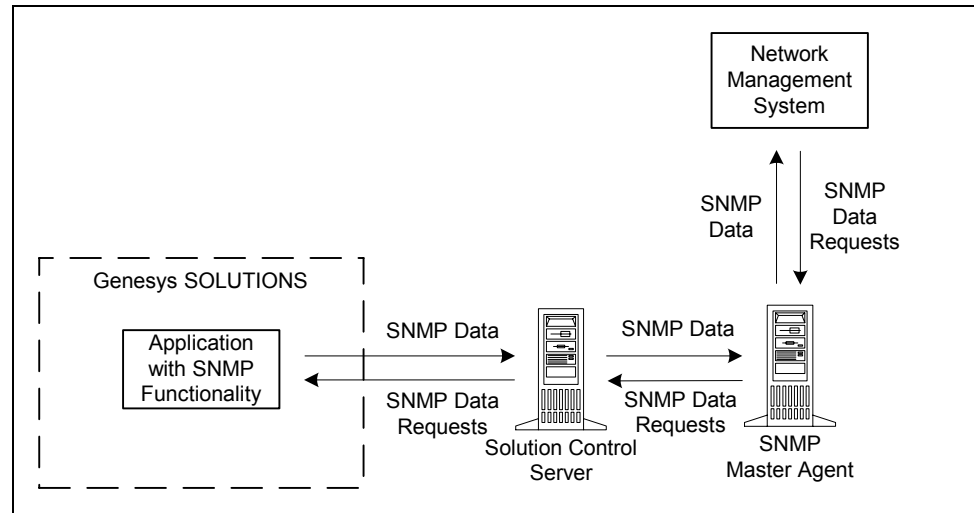 Network
Management
System
SNMP
Data
SNMP
Data
Requests
Genesys SOLUTIONS
Application
with SNMP
Functionality
SNMP Data
SNMP Data
Requests
Solution Control
Server
SNMP Data
SNMP Data
Requests
SNMP
Master Agent